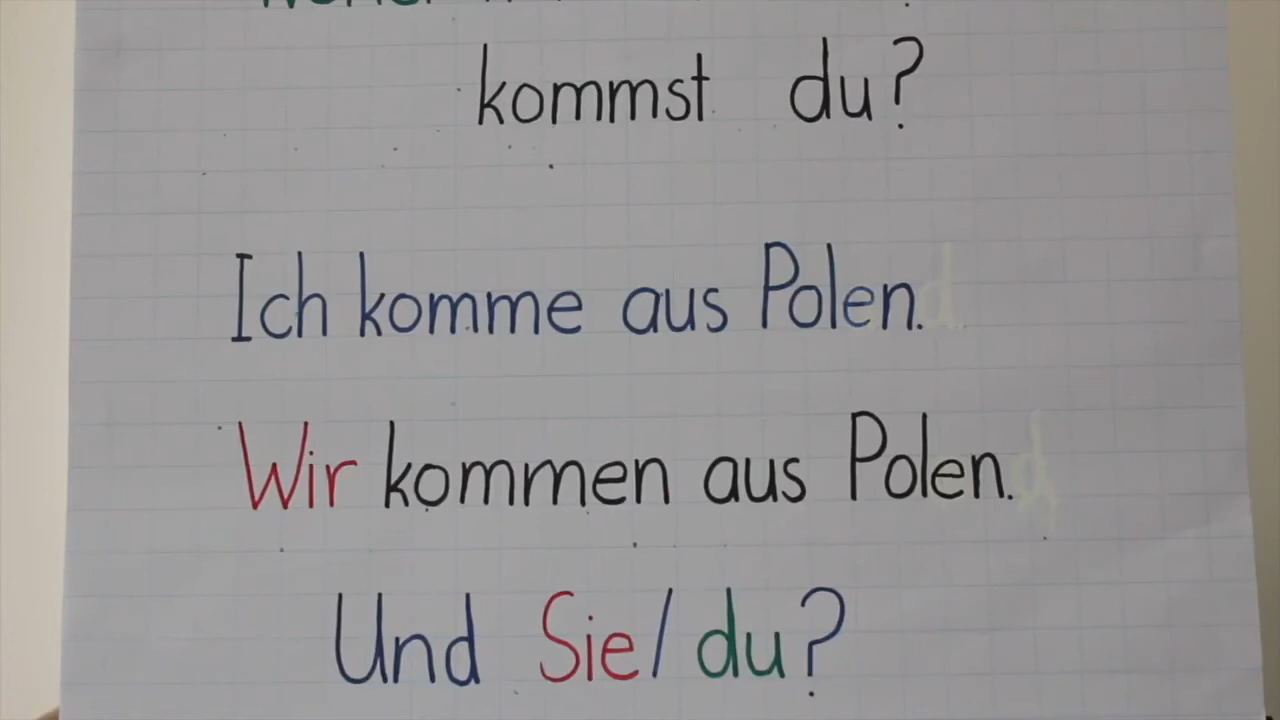 kommst du?
Ich komme aus Polen.
Wir kommen aus Polen.
Und Sie/du?